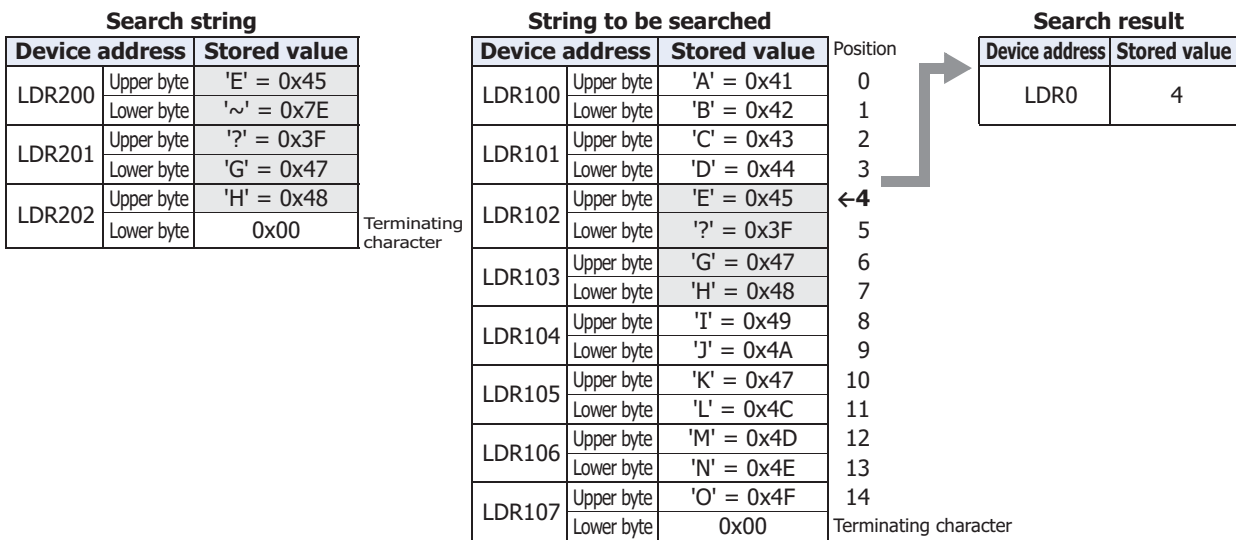 Search string
Device address Stored value
LDR200 Upper byte 'E' = 0x45
Lower byte '~' = 0x7E
LDR201 Upper byte '?' = 0x3F
Lower byte 'G' = 0x47
LDR202 Upper byte 'H' = 0x48
Lower byte 0x00 Terminating character
String to be searched
Device address Stored value Position
LDR100 Upper byte 'A' = 0x41 0
Lower byte 'B' = 0x42 1
LDR101 Upper byte 'C' = 0x43 2
Lower byte 'D' = 0x44 3
LDR102 Upper byte 'E' = 0x45 ←4
Lower byte '?' = 0x3F 5
LDR103 Upper byte 'G' = 0x47 6
Lower byte 'H' = 0x48 7
LDR104 Upper byte 'I' = 0x49 8
Lower byte 'J' = 0x4A 9
LDR105 Upper byte 'K' = 0x47 10
Lower byte 'L' = 0x4C 11
LDR106 Upper byte 'M' = 0x4D 12
Lower byte 'N' = 0x4E 13
LDR107 Upper byte 'O' = 0x4F 14
Lower byte 0x00 Terminating character
Search result
Device address Stored value
LDR0 4